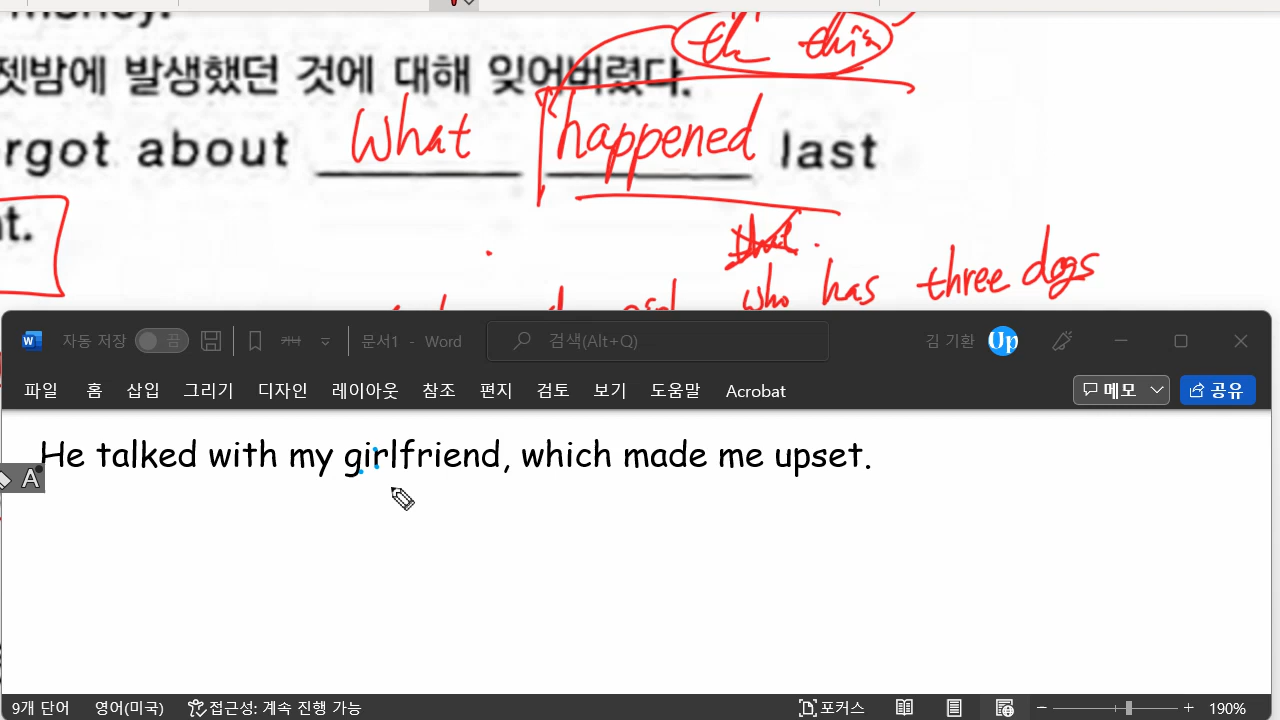 money.
젯밤에 발생했던 것에 대해 잊어버렸다.
th this
rgot about What happened last
t.
that
who has three dogs
자동 저장 끔 문서1 - Word 검색(Alt+Q) 김 기환 Up
파일 홈 삽입 그리기 디자인 레이아웃 참조 편지 검토 보기 도움말 Acrobat 메모 공유
He talked with my girlfriend, which made me upset.
A
9개 단어 영어(미국) 접근성: 계속 진행 가능 포커스 190%